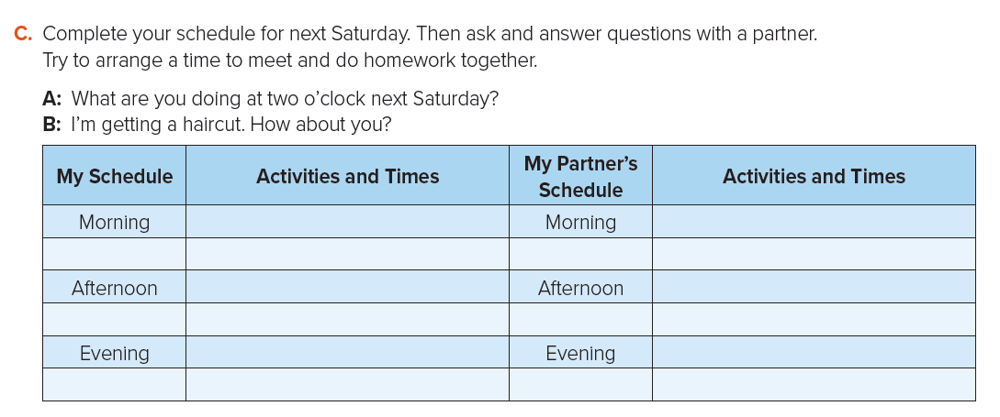 C. Complete your schedule for next Saturday. Then ask and answer questions with a partner.
Try to arrange a time to meet and do homework together.
A: What are you doing at two o’clock next Saturday?
B: I’m getting a haircut. How about you?
My Schedule Activities and Times My Partner’s Schedule Activities and Times
Morning Morning
Afternoon Afternoon
Evening Evening